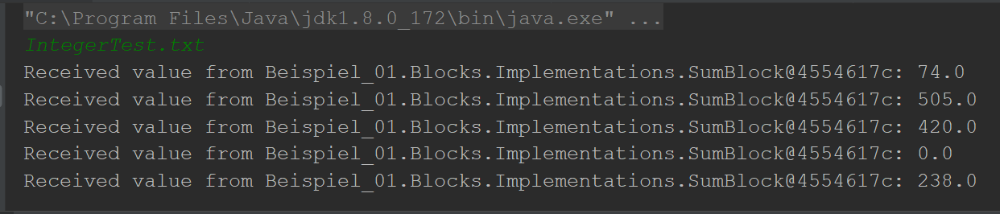 "C:\Program Files\Java\jdk1.8.0_172\bin\java.exe" ...
IntegerTest.txt
Received value from Beispiel_01.Blocks.Implementations.SumBlock@4554617c: 74.0
Received value from Beispiel_01.Blocks.Implementations.SumBlock@4554617c: 505.0
Received value from Beispiel_01.Blocks.Implementations.SumBlock@4554617c: 420.0
Received value from Beispiel_01.Blocks.Implementations.SumBlock@4554617c: 0.0
Received value from Beispiel_01.Blocks.Implementations.SumBlock@4554617c: 238.0